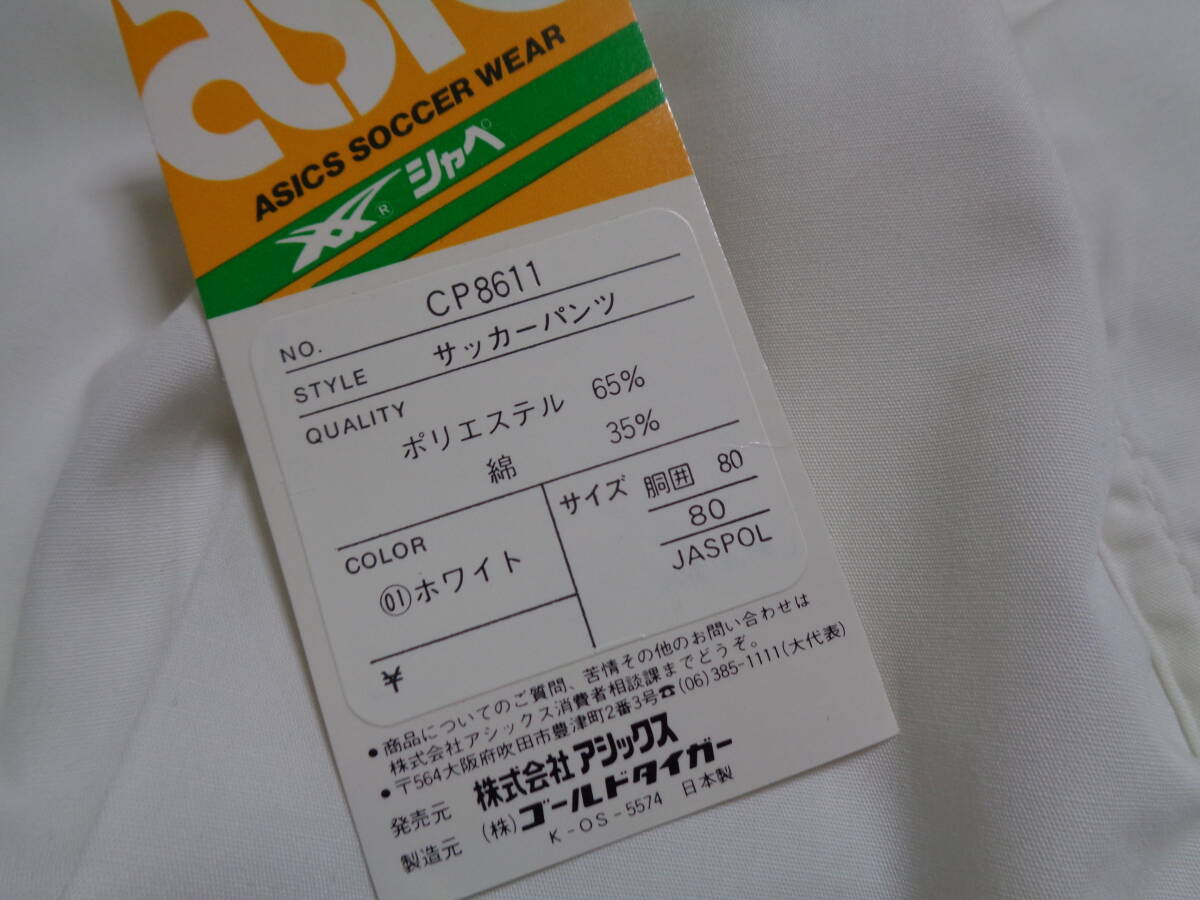 asic
ASICS SOCCER WEAR
® ジャペ
NO. CP8611
STYLE サッカーパンツ
QUALITY
ポリエステル 65%
綿 35%
COLOR
01ホワイト
サイズ 胴囲 80
80
JASPOL
¥
●商品についてのご質問、苦情その他のお問い合わせは
株式会社アシックス消費者相談課までどうぞ。
●〒564大阪府吹田市豊津町2番3号☎(06)385-1111(大代表)
発売元 株式会社アシックス
製造元 (株)ゴールドタイガー
K-OS-5574 日本製